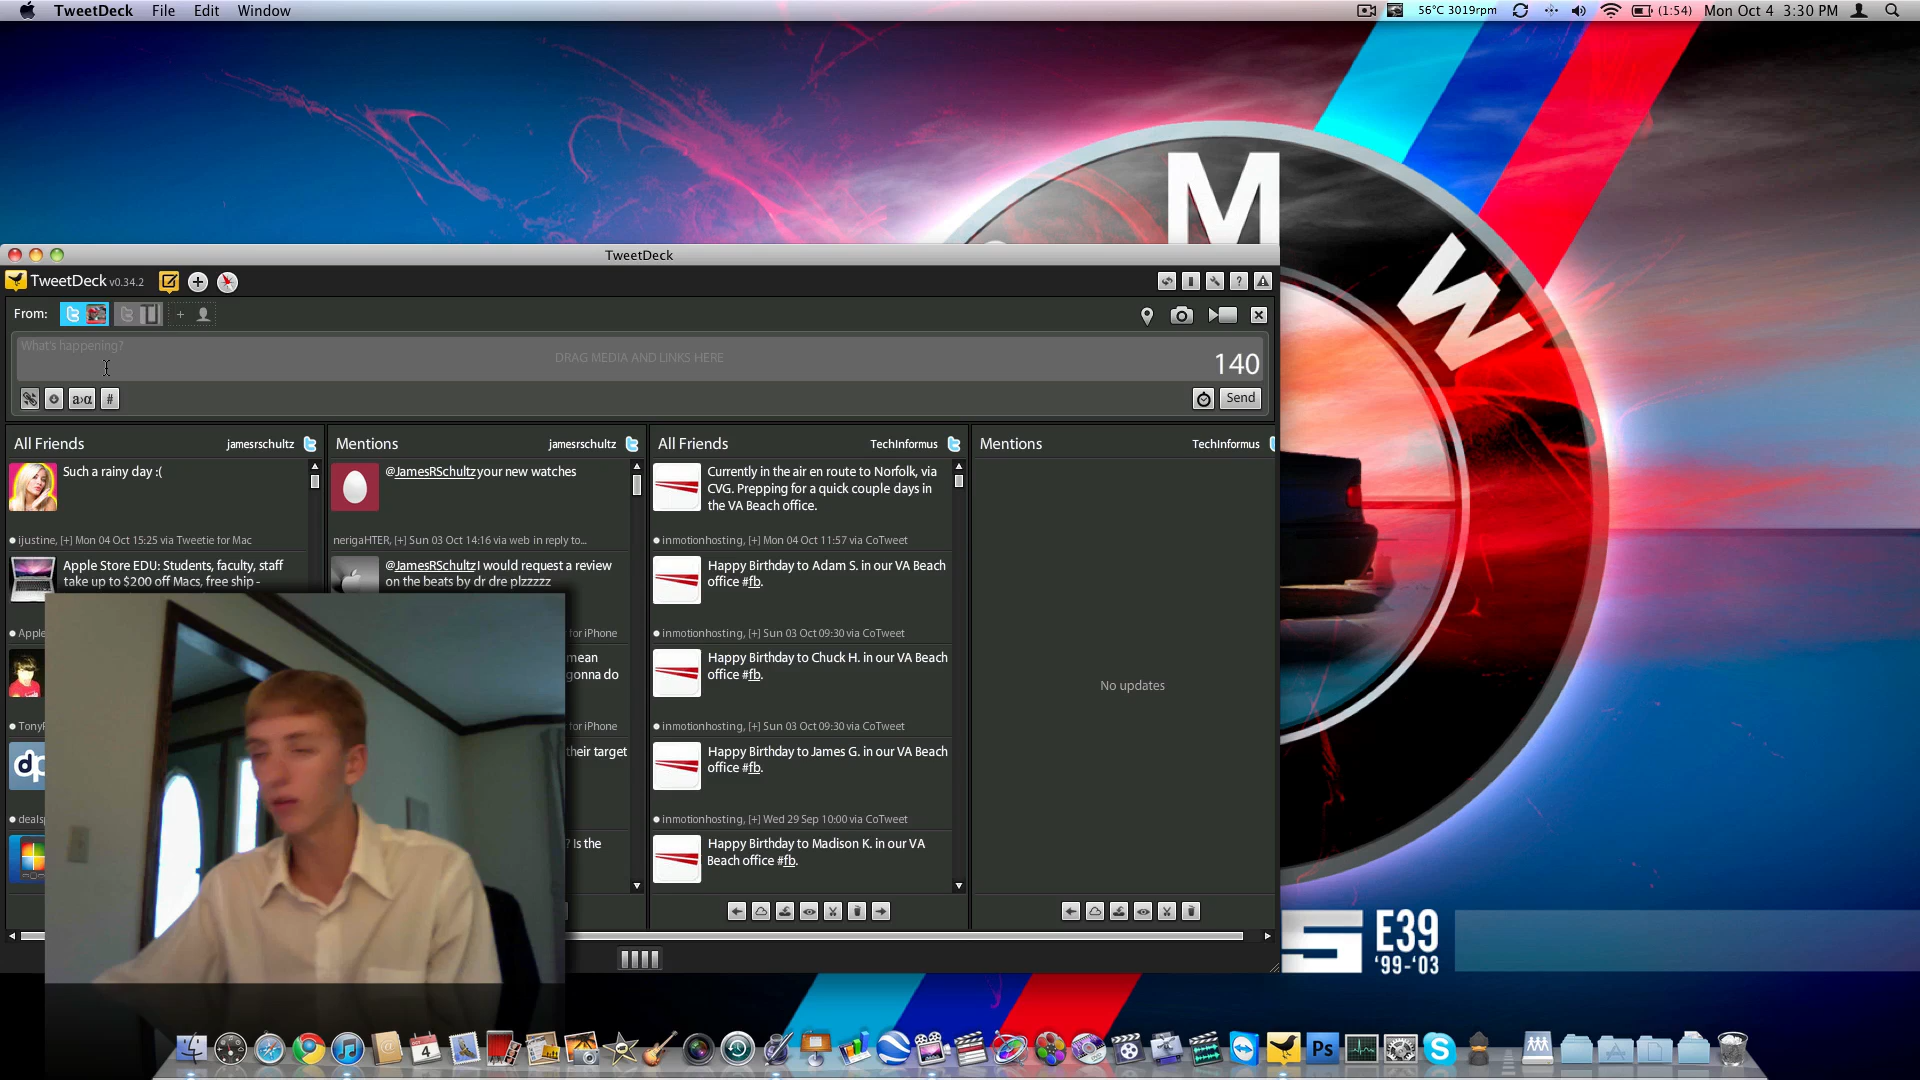 TweetDeck File Edit Window
56°C 3019rpm (1:54) Mon Oct 4 3:30 PM
M
W
TweetDeck
TweetDeck v0.34.2
From:
What's happening?
DRAG MEDIA AND LINKS HERE
140
Send
All Friends jamesrschultz
Such a rainy day :(
ijustine, [+] Mon 04 Oct 15:25 via Tweetie for Mac
Apple Store EDU: Students, faculty, staff
take up to $200 off Macs, free ship -
Apple
TonyP
dp
deals
Mentions jamesrschultz
@JamesRSchultz your new watches
nerigaHTER, [+] Sun 03 Oct 14:16 via web in reply to...
@JamesRSchultz I would request a review
on the beats by dr dre plzzzzz
for iPhone
mean
gonna do
for iPhone
their target
? Is the
All Friends TechInformus
Currently in the air en route to Norfolk, via
CVG. Prepping for a quick couple days in
the VA Beach office.
inmotionhosting, [+] Mon 04 Oct 11:57 via CoTweet
Happy Birthday to Adam S. in our VA Beach
office #fb.
inmotionhosting, [+] Sun 03 Oct 09:30 via CoTweet
Happy Birthday to Chuck H. in our VA Beach
office #fb.
inmotionhosting, [+] Sun 03 Oct 09:30 via CoTweet
Happy Birthday to James G. in our VA Beach
office #fb.
inmotionhosting, [+] Wed 29 Sep 10:00 via CoTweet
Happy Birthday to Madison K. in our VA
Beach office #fb.
Mentions TechInformus
No updates
5 E39
'99-'03
4
Ps